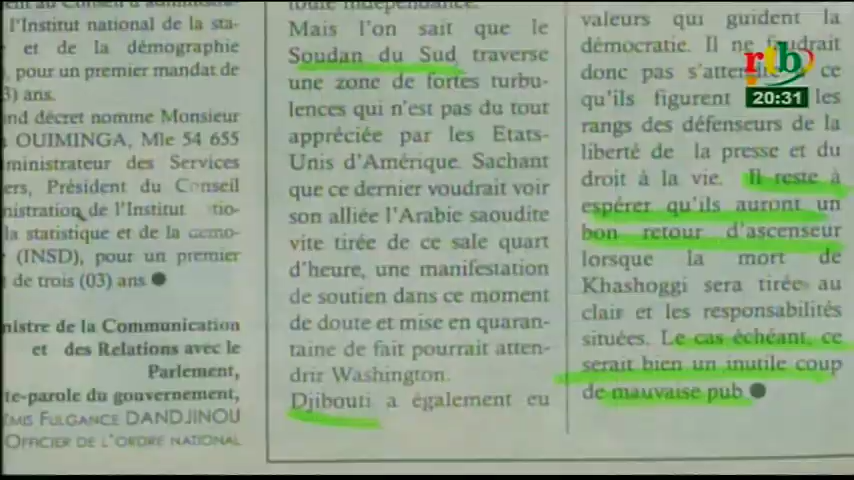 l'Institut national de la sta-
et de la démographie
, pour un premier mandat de
3) ans.
nd décret nomme Monsieur
OUIMINGA, Mle 54 655
ministrateur des Services
ers, Président du Conseil
nistration de l'Institut
la statistique et de la
(INSD), pour un premier
de trois (03) ans ●
nistre de la Communication
et des Relations avec le
Parlement,
te-parole du gouvernement,
FULGANCE DANDJINOU
OFFICIER DE L'ORDRE NATIONAL
toute indépendance.
Mais l'on sait que le
Soudan du Sud traverse
une zone de fortes turbu-
lences qui n'est pas du tout
appréciée par les Etats-
Unis d'Amérique. Sachant
que ce dernier voudrait voir
son alliée l'Arabie saoudite
vite tirée de ce sale quart
d'heure, une manifestation
de soutien dans ce moment
de doute et mise en quaran-
taine de fait pourrait atten-
drir Washington.
Djibouti a également eu
valeurs qui guident la
démocratie. Il ne faudrait
donc pas s'attendre ce
qu'ils figurent les
rangs des défenseurs de la
liberté de la presse et du
droit à la vie. Il reste à
espérer qu'ils auront un
bon retour d'ascenseur
lorsque la mort de
Khashoggi sera tirée au
clair et les responsabilités
situées. Le cas échéant, ce
serait bien un inutile coup
de mauvaise pub ●
rtb
20:31